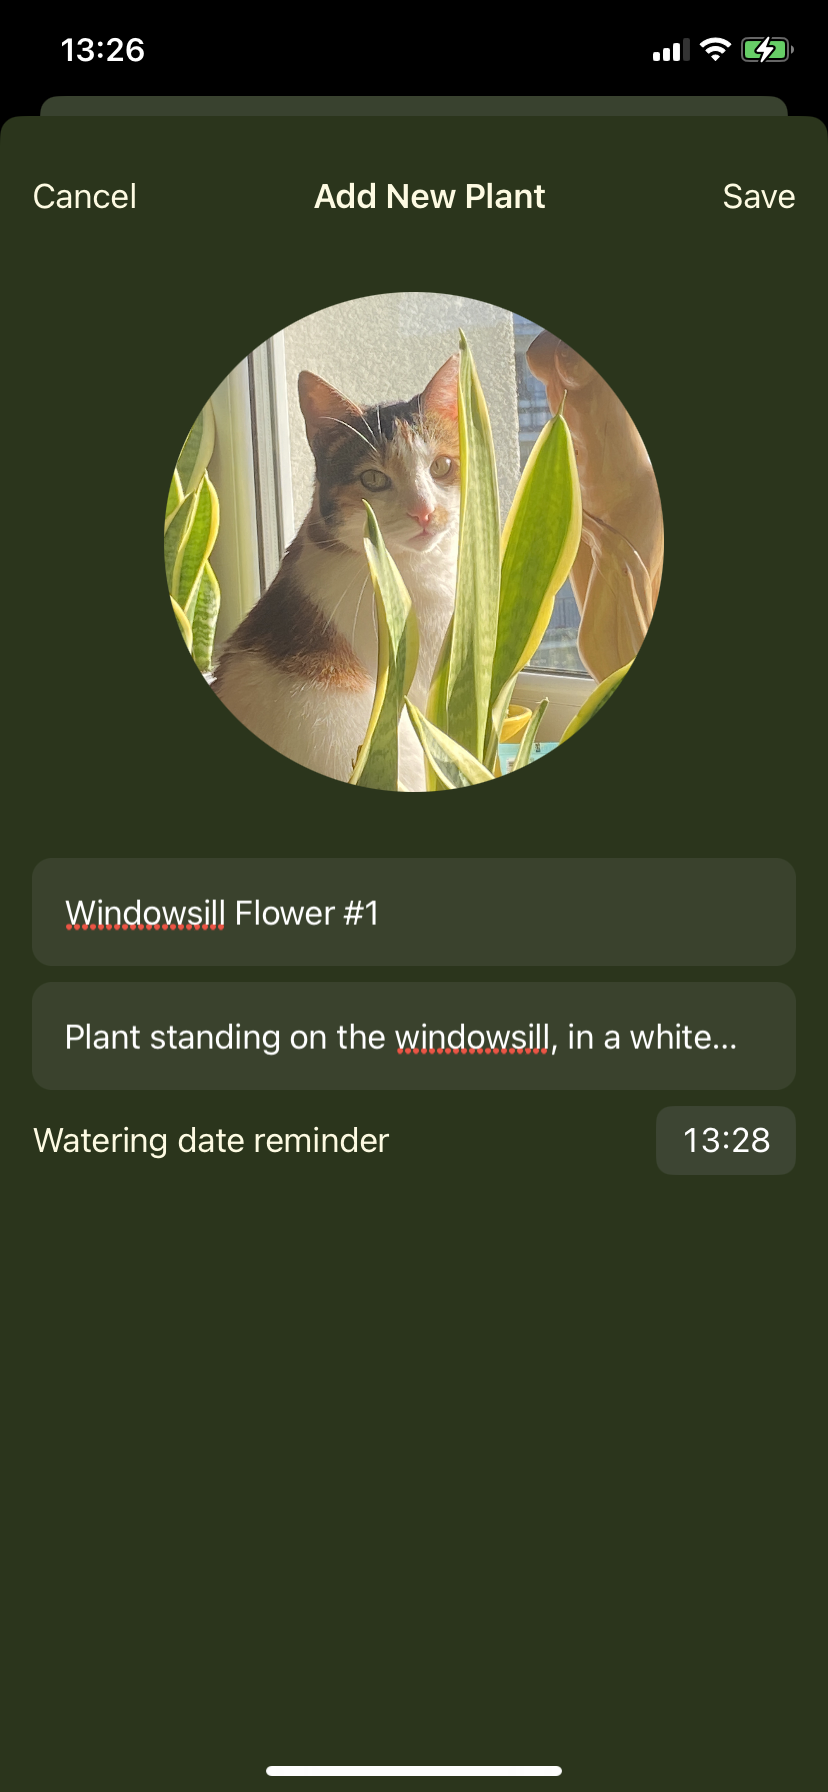 13:26
Cancel Add New Plant Save
Windowsill Flower #1
Plant standing on the windowsill, in a white...
Watering date reminder 13:28